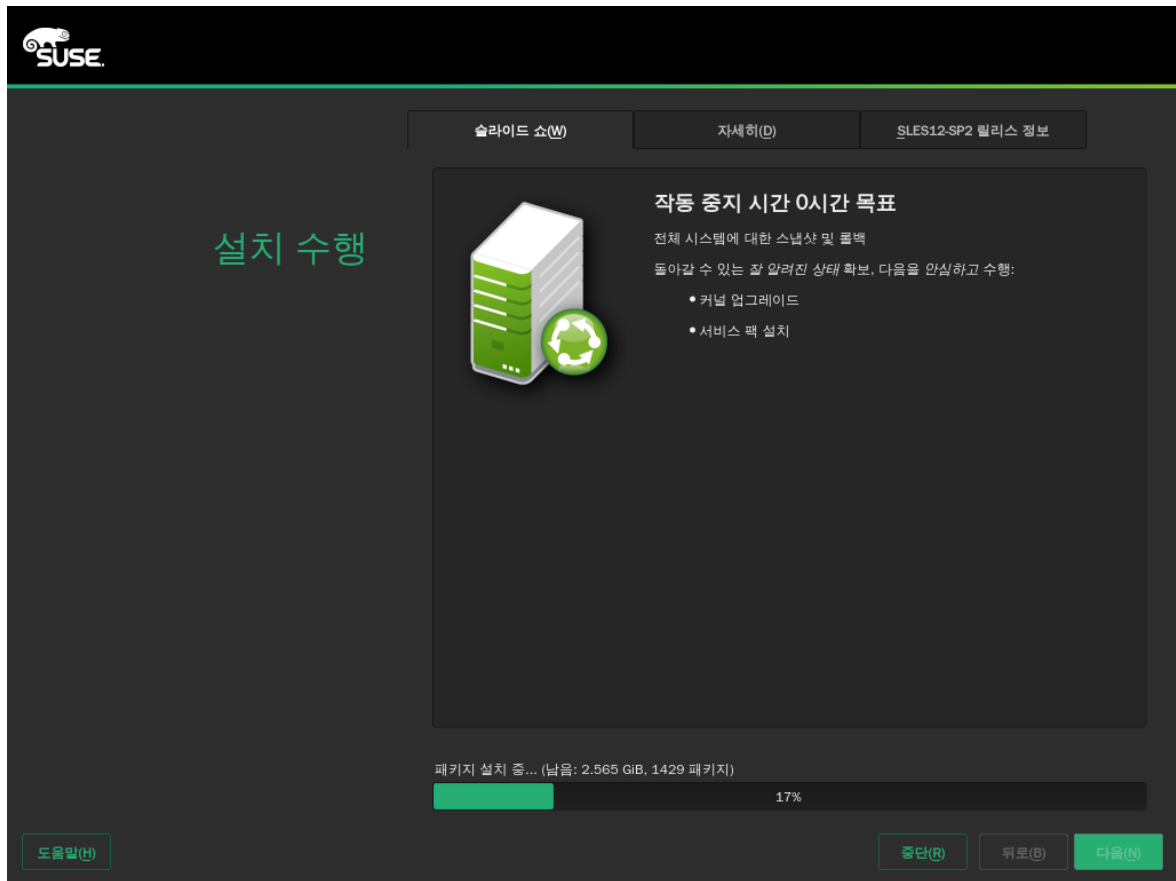 SUSE.
슬라이드 쇼(W)
자세히(D)
SLES12-SP2 릴리스 정보
설치 수행
작동 중지 시간 0시간 목표
전체 시스템에 대한 스냅샷 및 롤백
돌아갈 수 있는 잘 알려진 상태 확보, 다음을 안심하고 수행:
• 커널 업그레이드
• 서비스 팩 설치
패키지 설치 중... (남음: 2.565 GiB, 1429 패키지)
17%
도움말(H)
중단(R)
뒤로(B)
다음(N)